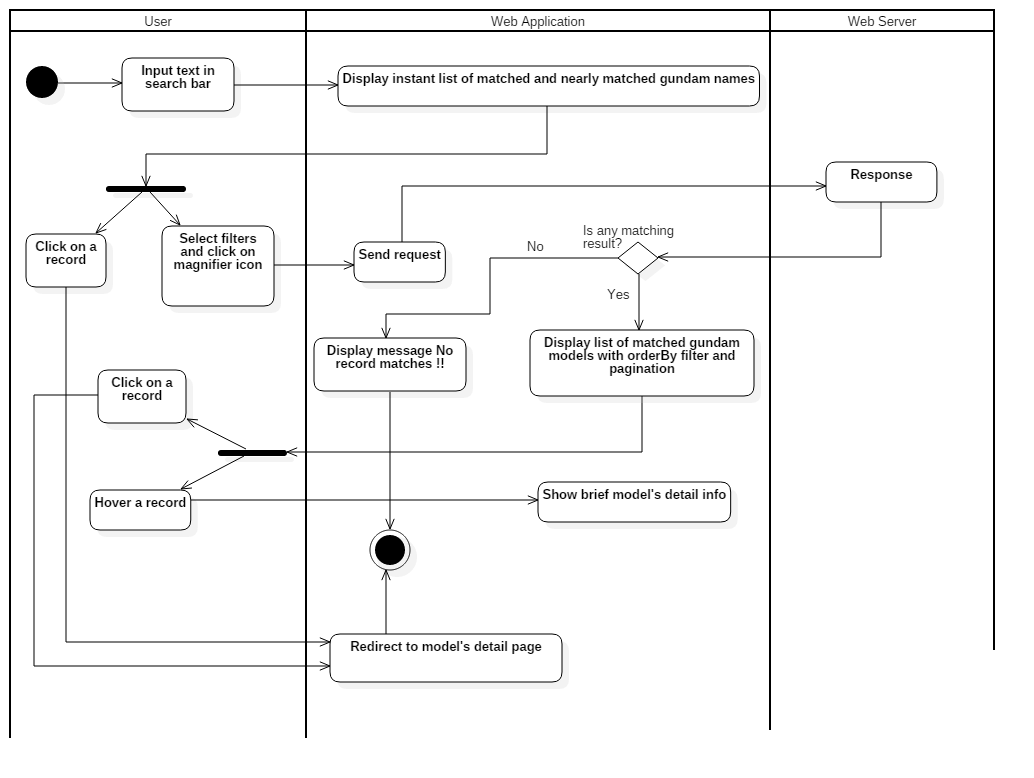 User
Web Application
Web Server
Input text in
search bar
Display instant list of matched and nearly matched gundam names
Response
Click on a
record
Select filters
and click on
magnifier icon
Send request
Is any matching
result?
No
Yes
Display message No
record matches !!
Display list of matched gundam
models with orderBy filter and
pagination
Click on a
record
Hover a record
Show brief model's detail info
Redirect to model's detail page